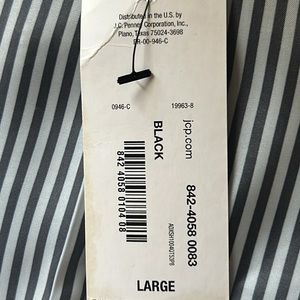 Distributed in the U.S. by
J.C. Penney Corporation, Inc.,
Plano, Texas 75024-3698
0946-C
19963-8
jcp.com
BLACK
842-4058 0083
842 4058 0104 08
LARGE